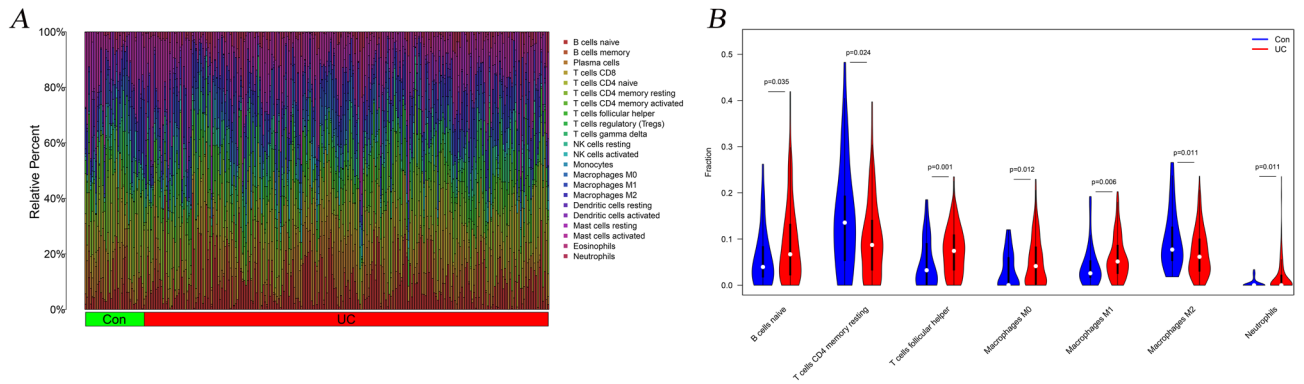 A
100%
80%
60%
40%
20%
0%
Relative Percent
Con
UC
B cells naive
B cells memory
Plasma cells
T cells CD8
T cells CD4 naive
T cells CD4 memory resting
T cells CD4 memory activated
T cells follicular helper
T cells regulatory (Tregs)
T cells gamma delta
NK cells resting
NK cells activated
Monocytes
Macrophages M0
Macrophages M1
Macrophages M2
Dendritic cells resting
Dendritic cells activated
Mast cells resting
Mast cells activated
Eosinophils
Neutrophils
B
0.5
0.4
0.3
0.2
0.1
0.0
Fraction
Con
UC
p=0.035
p=0.024
p=0.001
p=0.012
p=0.006
p=0.011
p=0.011
B cells naive
T cells CD4 memory resting
T cells follicular helper
Macrophages M0
Macrophages M1
Macrophages M2
Neutrophils